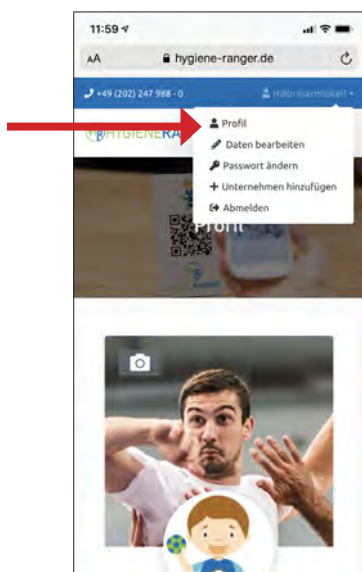 11:59
AA hygiene-ranger.de
+49 (202) 247 988 - 0
HYGIENERA
Profil
Daten bearbeiten
Passwort ändern
Unternehmen hinzufügen
Abmelden
Profil